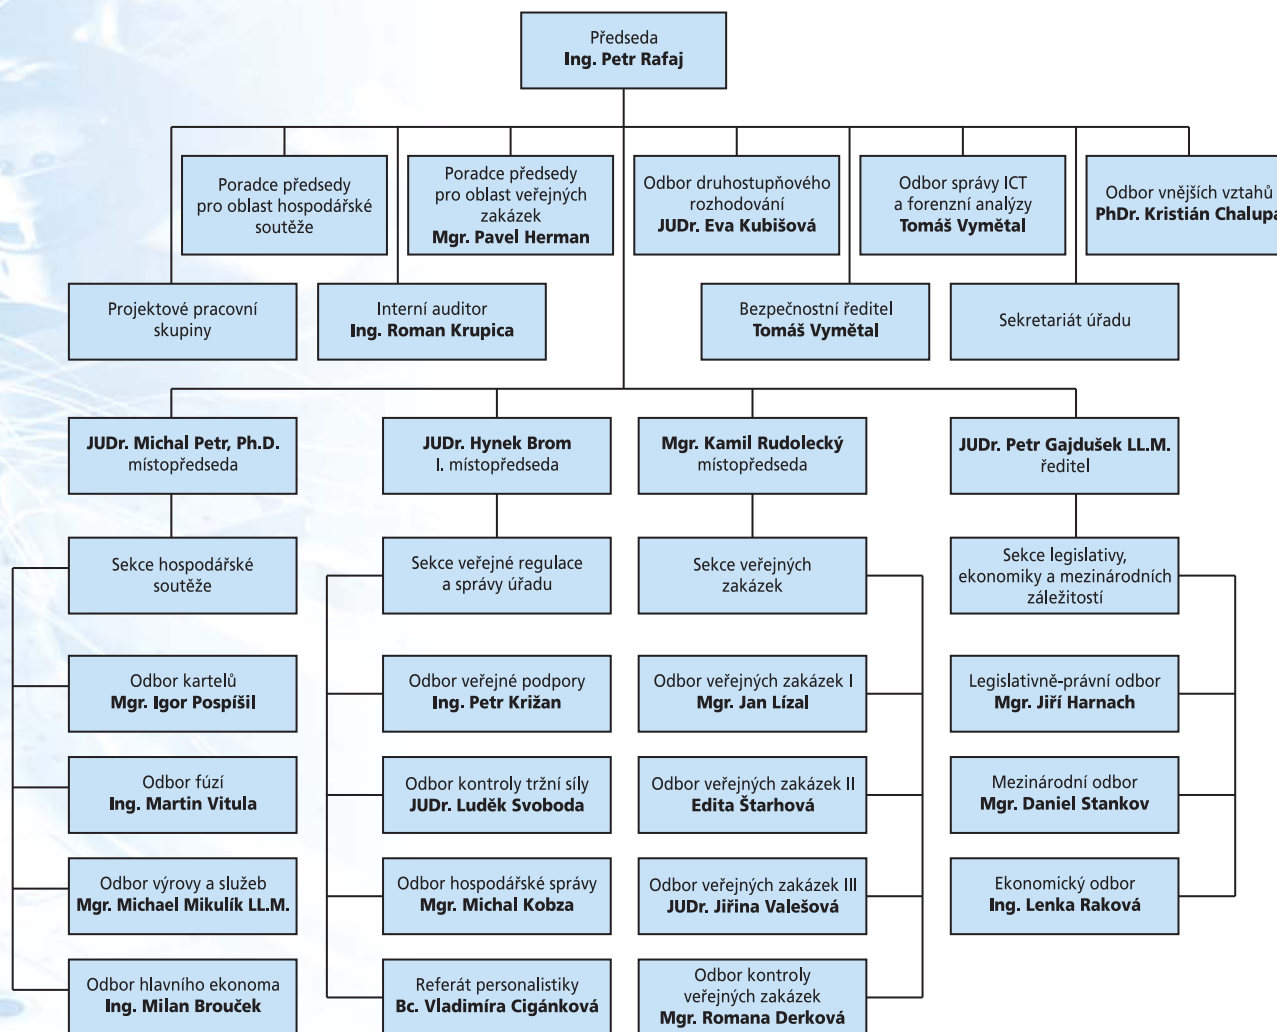 Předseda
Ing. Petr Rafaj
Poradce předsedy
pro oblast hospodářské
soutěže
Poradce předsedy
pro oblast veřejných
zakázek
Mgr. Pavel Herman
Odbor druhostupňového
rozhodování
JUDr. Eva Kubišová
Odbor správy ICT
a forenzní analýzy
Tomáš Vymětal
Odbor vnějších vztahů
PhDr. Kristián Chalupa
Projektové pracovní
skupiny
Interní auditor
Ing. Roman Krupica
Bezpečnostní ředitel
Tomáš Vymětal
Sekretariát úřadu
JUDr. Michal Petr, Ph.D.
místopředseda
JUDr. Hynek Brom
I. místopředseda
Mgr. Kamil Rudolecký
místopředseda
JUDr. Petr Gajdušek LL.M.
ředitel
Sekce hospodářské
soutěže
Sekce veřejné regulace
a správy úřadu
Sekce veřejných
zakázek
Sekce legislativy,
ekonomiky a mezinárodních
záležitostí
Odbor kartelů
Mgr. Igor Pospíšil
Odbor veřejné podpory
Ing. Petr Križan
Odbor veřejných zakázek I
Mgr. Jan Lízal
Legislativně-právní odbor
Mgr. Jiří Harnach
Odbor fúzí
Ing. Martin Vitula
Odbor kontroly tržní síly
JUDr. Luděk Svoboda
Odbor veřejných zakázek II
Edita Štarhová
Mezinárodní odbor
Mgr. Daniel Stankov
Odbor výrovy a služeb
Mgr. Michael Mikulík LL.M.
Odbor hospodářské správy
Mgr. Michal Kobza
Odbor veřejných zakázek III
JUDr. Jiřina Valešová
Ekonomický odbor
Ing. Lenka Raková
Odbor hlavního ekonoma
Ing. Milan Brouček
Referát personalistiky
Bc. Vladimíra Cigánková
Odbor kontroly
veřejných zakázek
Mgr. Romana Derková